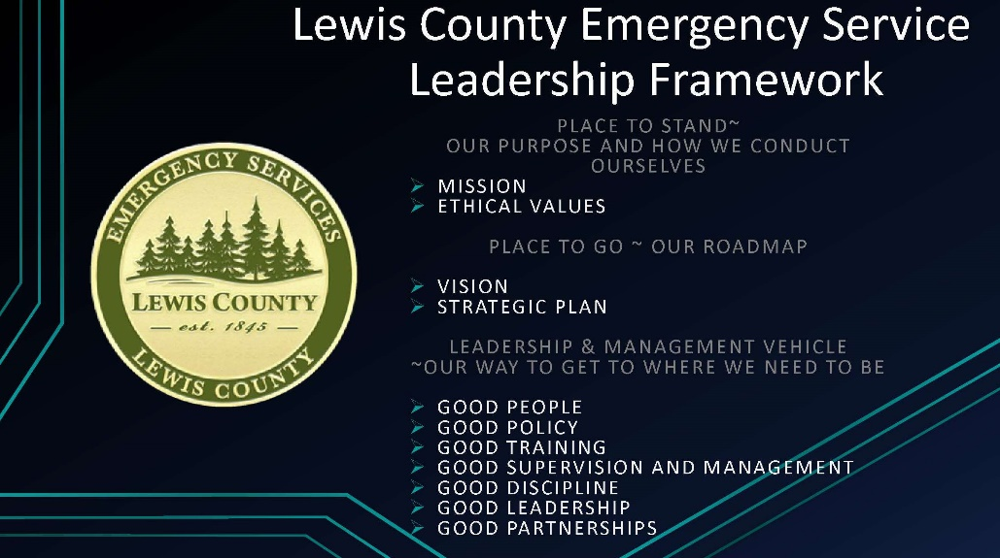 Lewis County Emergency Service
Leadership Framework
PLACE TO STAND~
OUR PURPOSE AND HOW WE CONDUCT
OURSELVES
MISSION
ETHICAL VALUES
PLACE TO GO ~ OUR ROADMAP
VISION
STRATEGIC PLAN
LEADERSHIP & MANAGEMENT VEHICLE
~OUR WAY TO GET TO WHERE WE NEED TO BE
GOOD PEOPLE
GOOD POLICY
GOOD TRAINING
GOOD SUPERVISION AND MANAGEMENT
GOOD DISCIPLINE
GOOD LEADERSHIP
GOOD PARTNERSHIPS
EMERGENCY SERVICES
LEWIS COUNTY
est. 1845
LEWIS COUNTY